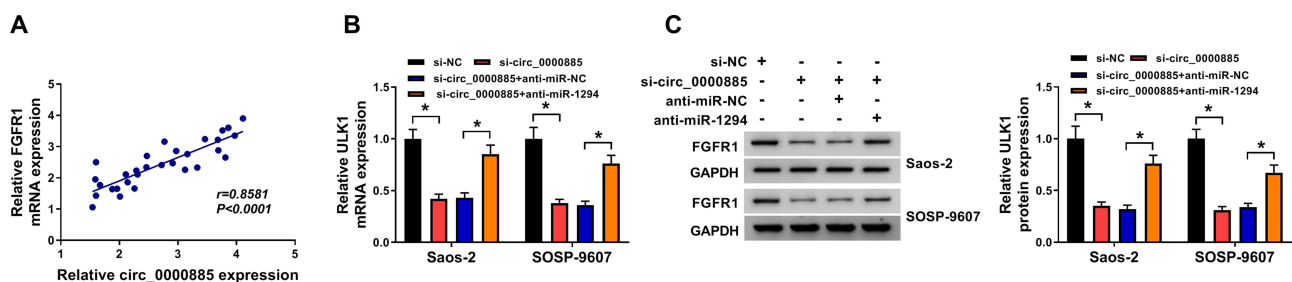 A
Relative FGFR1
mRNA expression
5
4
3
2
1
0
1
2
3
4
5
r=0.8581
P<0.0001
Relative circ_0000885 expression
B
si-NC
si-circ_0000885
si-circ_0000885+anti-miR-NC
si-circ_0000885+anti-miR-1294
Relative ULK1
mRNA expression
1.5
1.0
0.5
0.0
*
*
*
*
Saos-2
SOSP-9607
C
si-NC + - - -
si-circ_0000885 - + + +
anti-miR-NC - - + -
anti-miR-1294 - - - +
FGFR1
GAPDH
Saos-2
FGFR1
GAPDH
SOSP-9607
si-NC
si-circ_0000885
si-circ_0000885+anti-miR-NC
si-circ_0000885+anti-miR-1294
Relative ULK1
protein expression
1.5
1.0
0.5
0.0
*
*
*
*
Saos-2
SOSP-9607